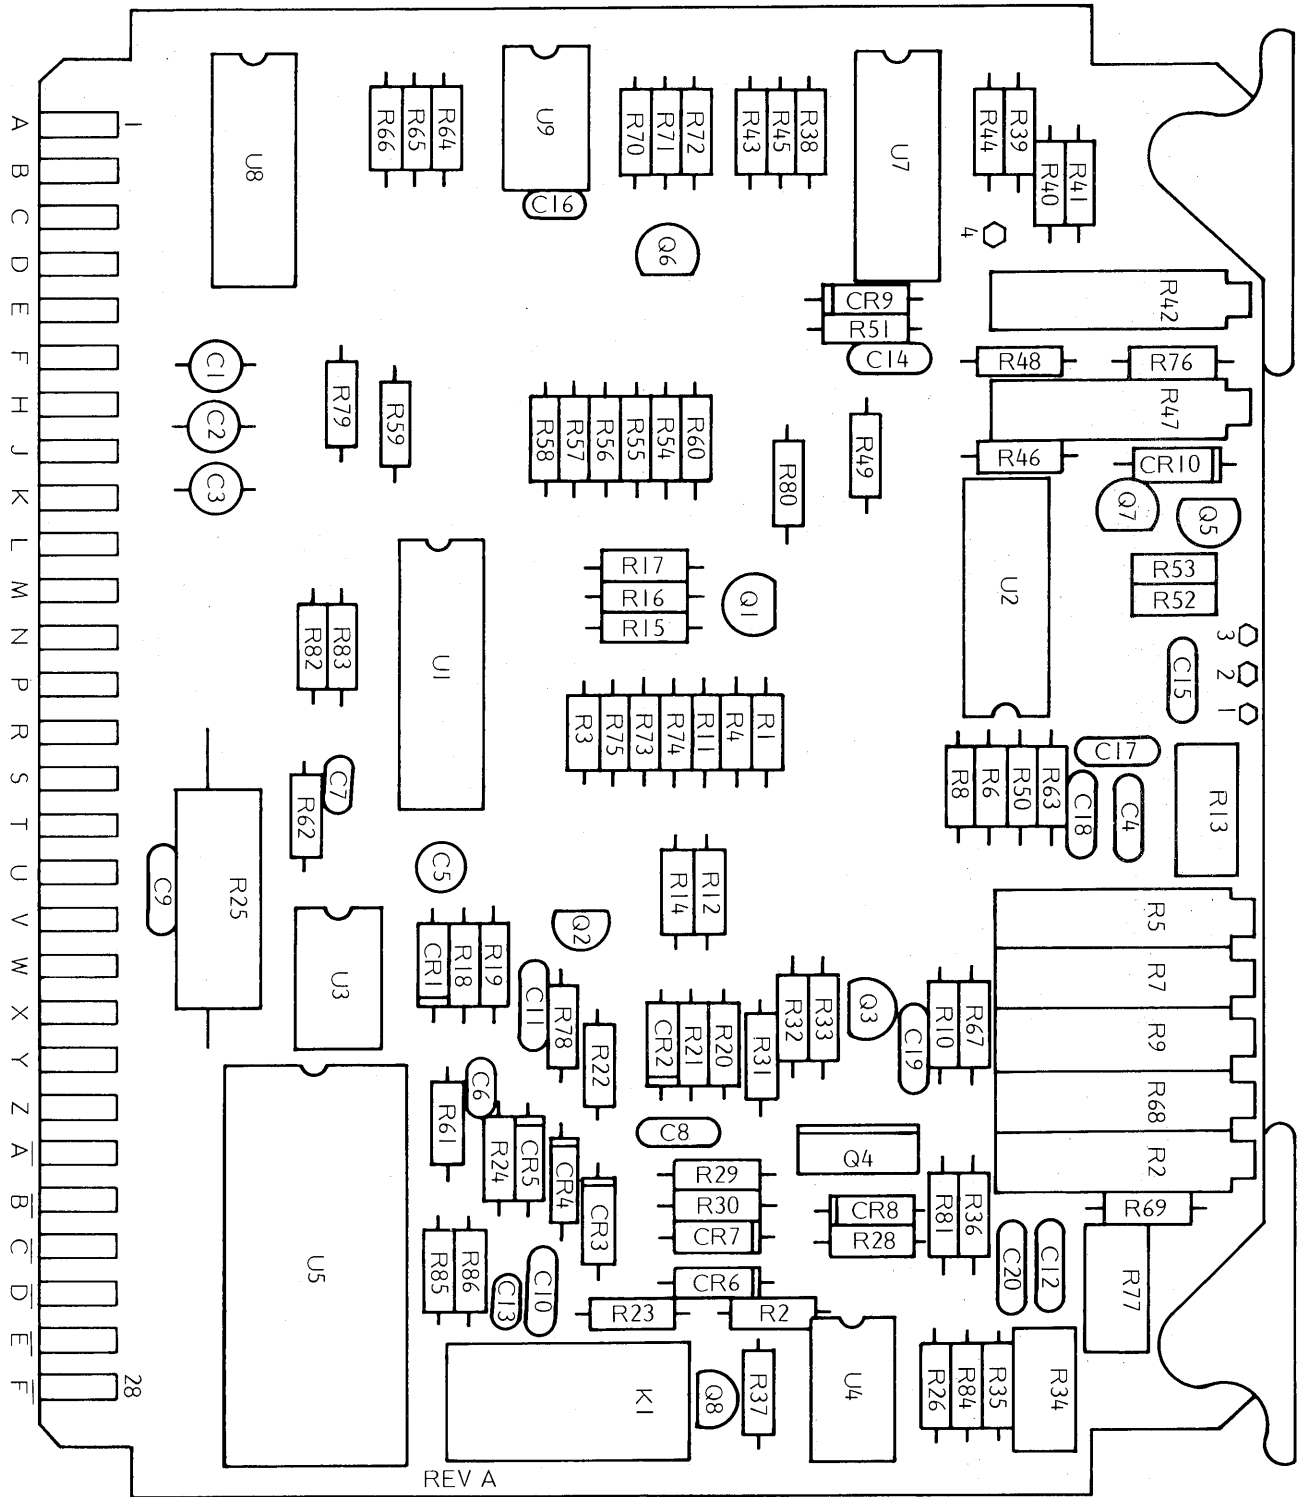 A
B
C
D
E
F
H
J
K
L
M
N
P
R
S
T
U
V
W
X
Y
Z
A
B
C
D
E
F
1
28
U8
R66
R65
R64
U9
C16
R70
R71
R72
Q6
R43
R45
R38
U7
R44
R39
R40
R41
4
CR9
R51
C14
R42
R48
R76
R47
R46
CR10
Q7
Q5
C1
C2
C3
R79
R59
R58
R57
R56
R55
R54
R60
R80
R49
R17
R16
R15
Q1
U2
R53
R52
3
2
1
C15
R82
R83
U1
R3
R75
R73
R74
R11
R4
R1
R8
R6
R50
R63
C17
C18
C4
R13
R62
C7
C9
R25
C5
U3
CR1
R18
R19
Q2
R14
R12
C11
R78
R22
CR2
R21
R20
R31
R32
R33
Q3
C19
R10
R67
R5
R7
R9
R68
R2
U5
R61
C6
R24
CR5
CR4
CR3
C8
R29
R30
CR7
Q4
CR8
R28
R81
R36
R69
R85
R86
C13
C10
CR6
R23
R2
C20
C12
R77
K1
Q8
R37
U4
R26
R84
R35
R34
REV A